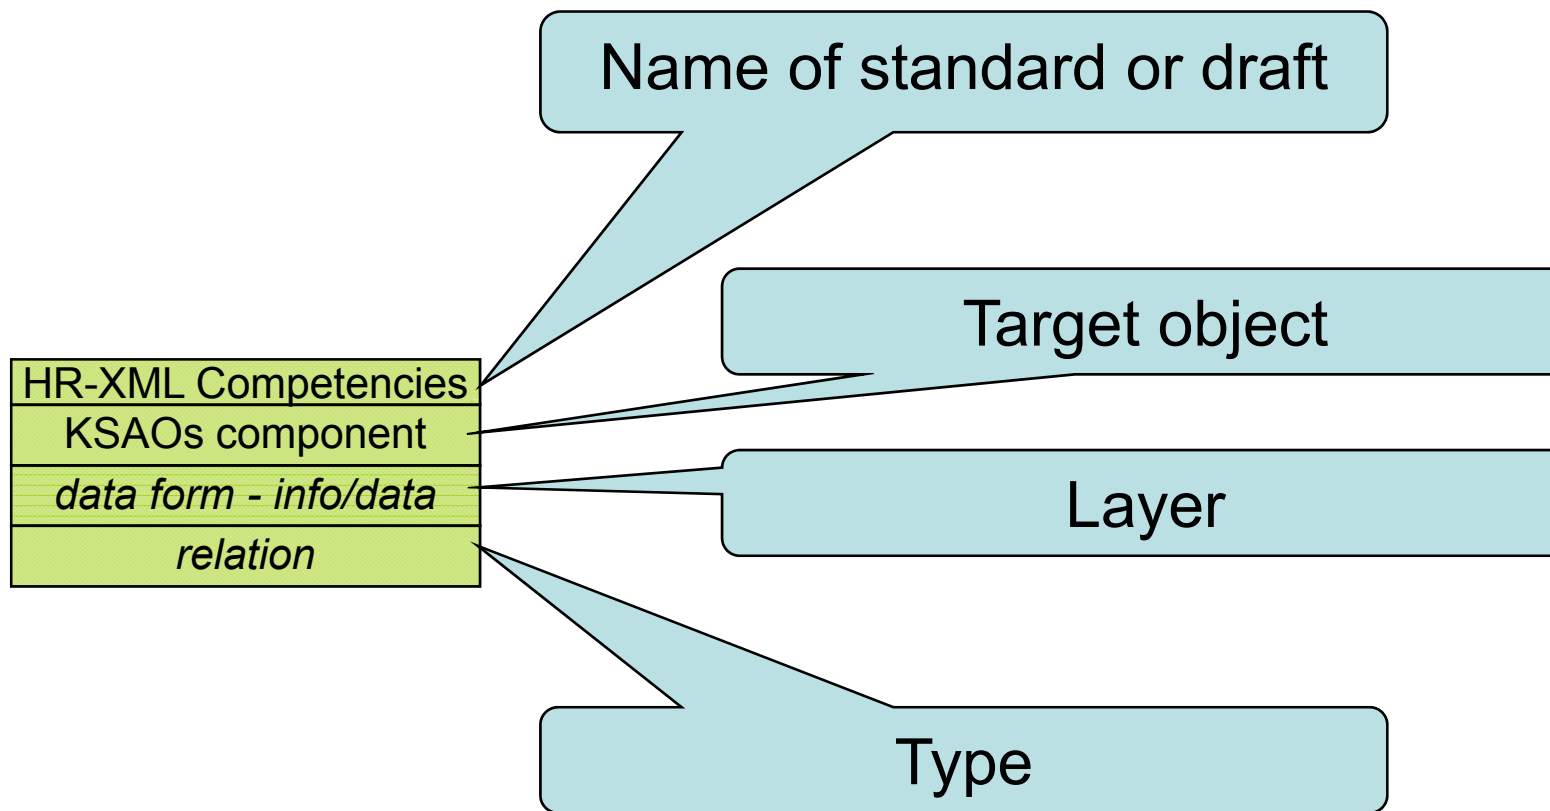 Name of standard or draft
Target object
HR-XML Competencies
KSAOs component
data form - info/data
relation
Layer
Type